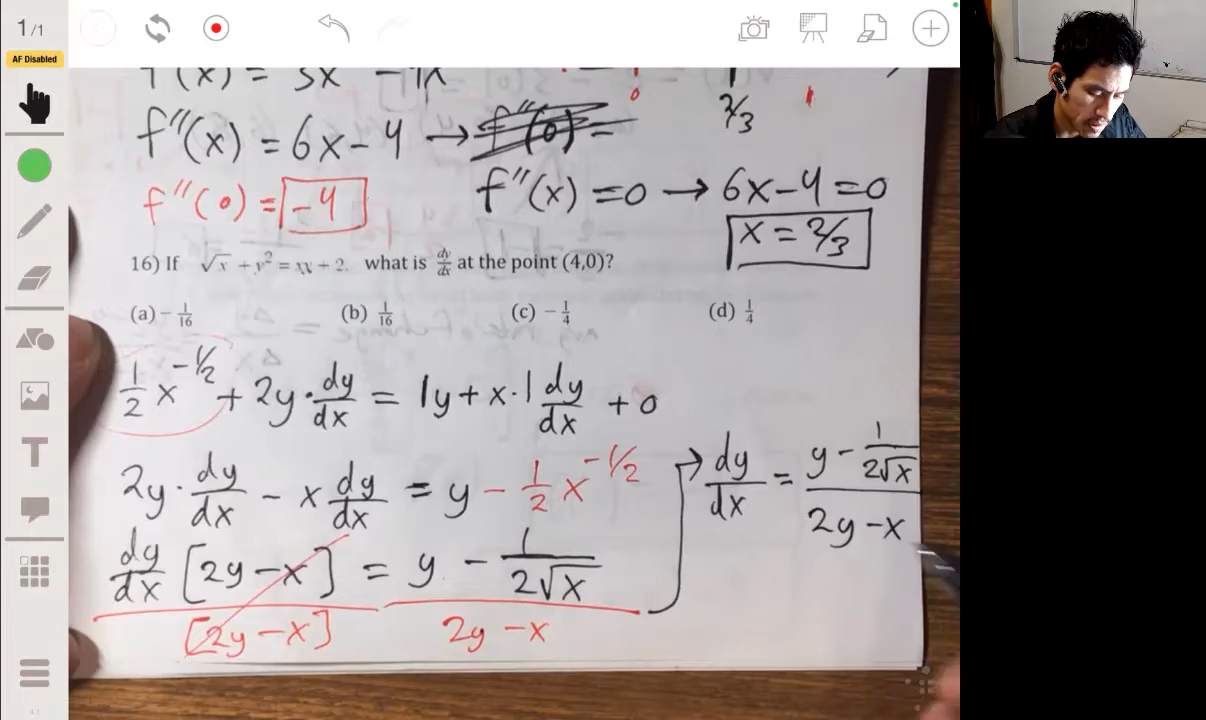 1/1
AF Disabled
f''(x) = 6x-4 → f''(0) =
2/3
f''(0) = -4
f''(x) = 0 → 6x-4=0
x = 2/3
16) If √x + y² = xy + 2, what is dy/dx at the point (4,0)?
(a) -1/16 (b) 1/16 (c) -1/4 (d) 1/4
1/2 x^-1/2 + 2y·dy/dx = 1y + x·1 dy/dx + 0
2y·dy/dx - x dy/dx = y - 1/2 x^-1/2
dy/dx [2y-x] = y - 1/(2√x)
[2y-x] 2y-x
→ dy/dx = (y - 1/(2√x))/(2y-x)
T